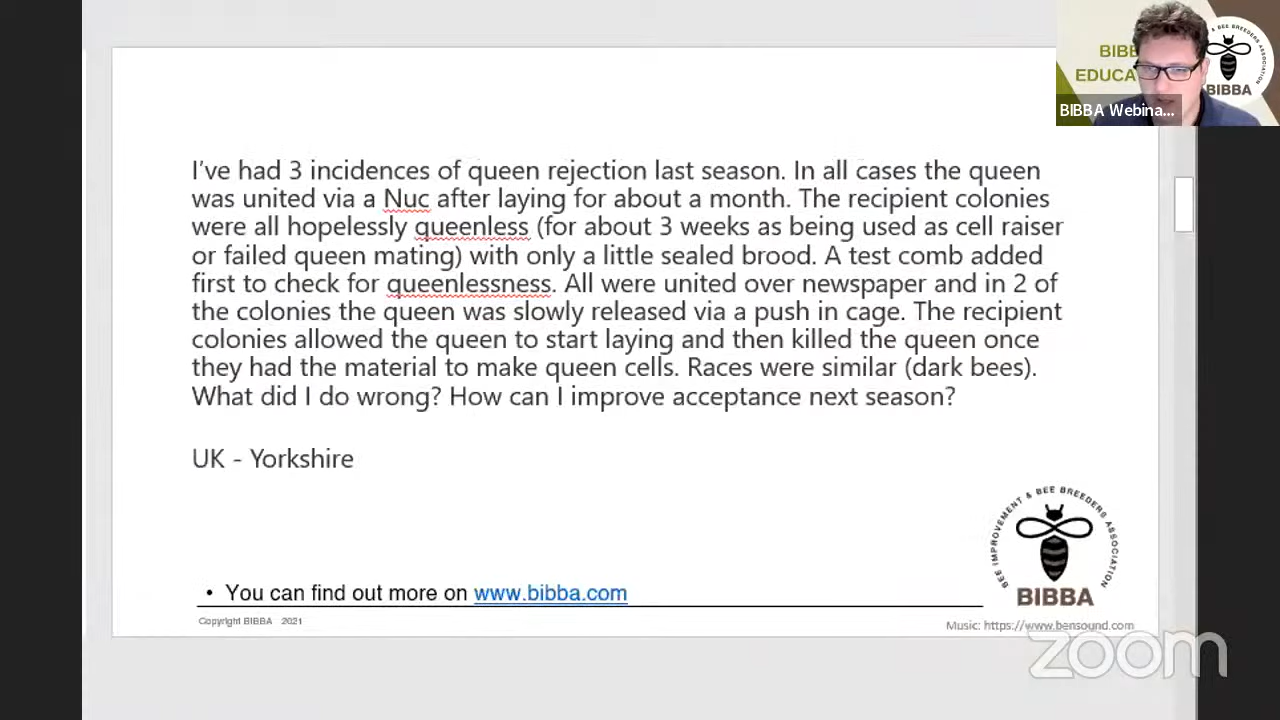 BIBB
EDUCA
& BEE BREEDERS ASSOCIATION
BIBBA
BIBBA Webina...
I've had 3 incidences of queen rejection last season. In all cases the queen
was united via a Nuc after laying for about a month. The recipient colonies
were all hopelessly queenless (for about 3 weeks as being used as cell raiser
or failed queen mating) with only a little sealed brood. A test comb added
first to check for queenlessness. All were united over newspaper and in 2 of
the colonies the queen was slowly released via a push in cage. The recipient
colonies allowed the queen to start laying and then killed the queen once
they had the material to make queen cells. Races were similar (dark bees).
What did I do wrong? How can I improve acceptance next season?
UK - Yorkshire
BEE IMPROVEMENT & BEE BREEDERS ASSOCIATION
BIBBA
• You can find out more on www.bibba.com
Copyright BIBBA 2021
Music: https://www.bensound.com
zoom